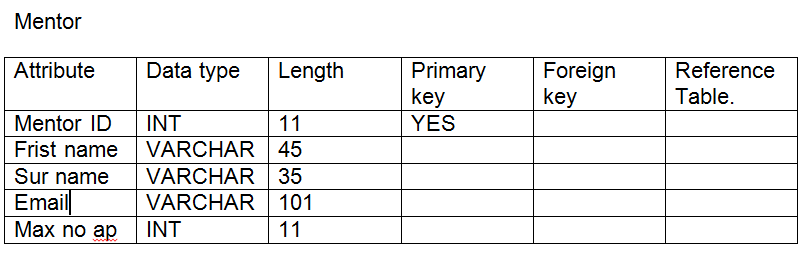 Mentor
Attribute Data type Length Primary key Foreign key Reference Table.
Mentor ID INT 11 YES
Frist name VARCHAR 45
Sur name VARCHAR 35
Email VARCHAR 101
Max no ap INT 11